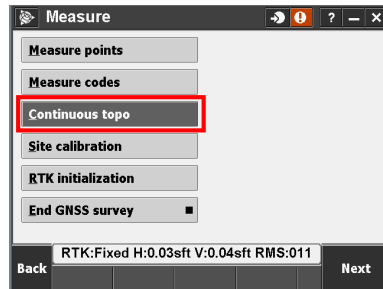 Measure
? – ×
Measure points
Measure codes
Continuous topo
Site calibration
RTK initialization
End GNSS survey
RTK:Fixed H:0.03sft V:0.04sft RMS:011
Back
Next